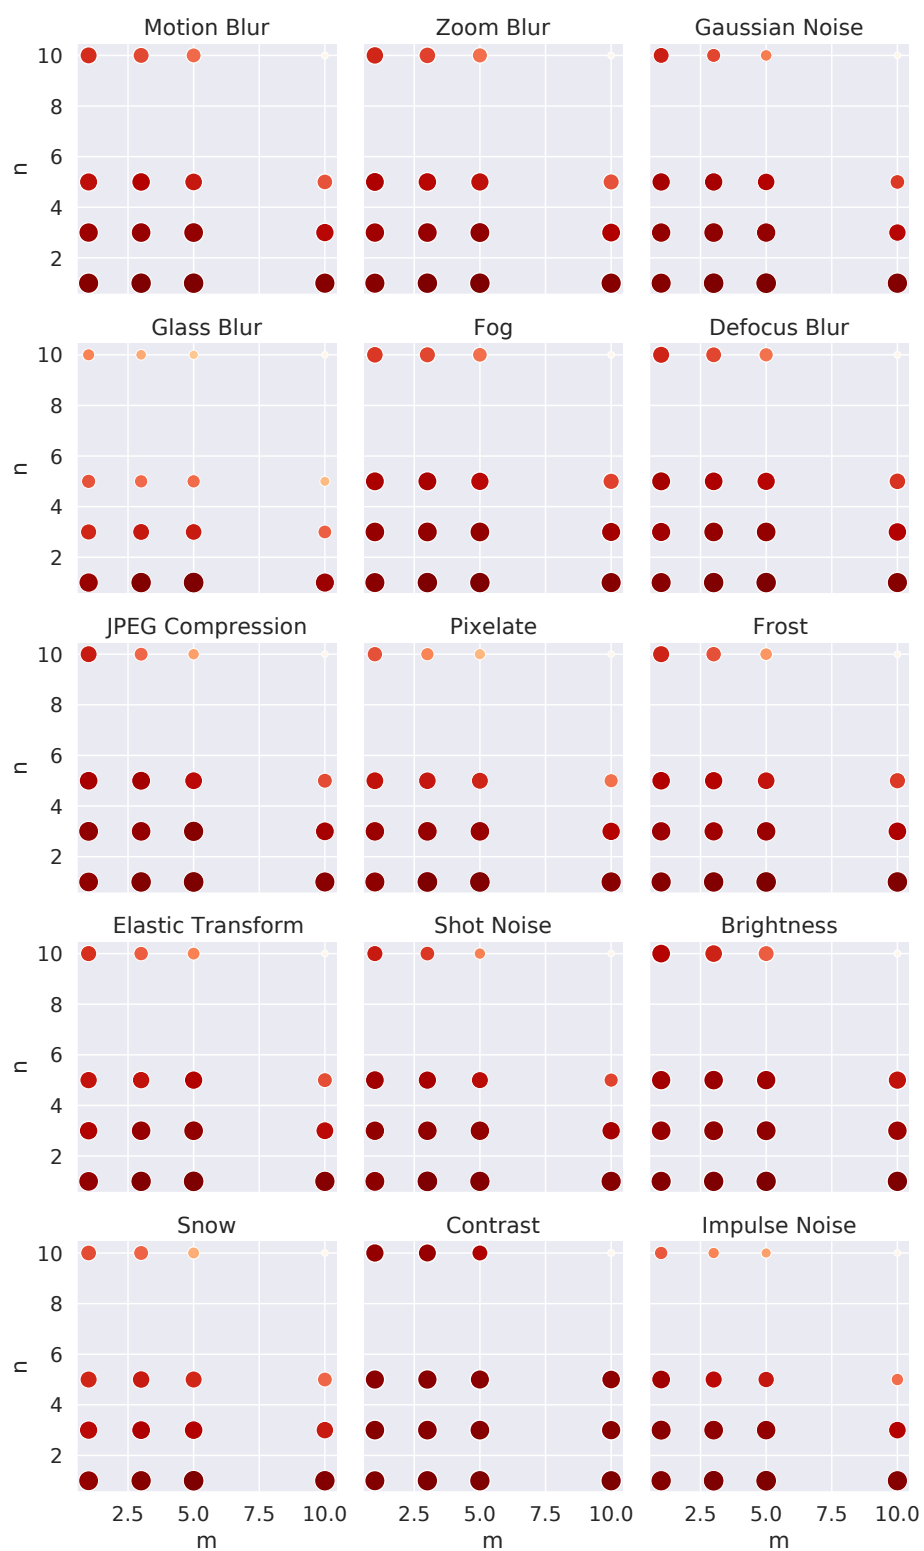 Motion Blur Zoom Blur Gaussian Noise
10
8
6
n
4
2
Glass Blur Fog Defocus Blur
10
8
6
n
4
2
JPEG Compression Pixelate Frost
10
8
6
n
4
2
Elastic Transform Shot Noise Brightness
10
8
6
n
4
2
Snow Contrast Impulse Noise
10
8
6
n
4
2
2.5 5.0 7.5 10.0 2.5 5.0 7.5 10.0 2.5 5.0 7.5 10.0
m m m